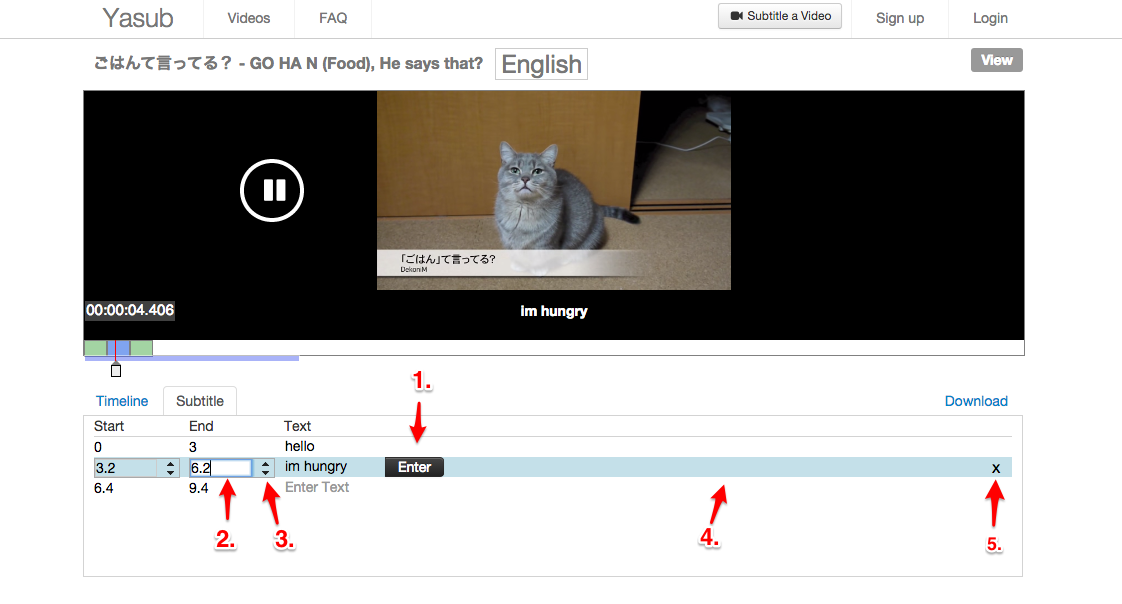 Yasub
Videos
FAQ
Subtitle a Video
Sign up
Login
ごはんて言ってる？ - GO HA N (Food), He says that?
English
View
「ごはん」て言ってる？
DekoniM
00:00:04.406
Im hungry
1.
Timeline
Subtitle
Download
Start End Text
0 3 hello
3.2 6.2 im hungry Enter x
6.4 9.4 Enter Text
2. 3. 4. 5.